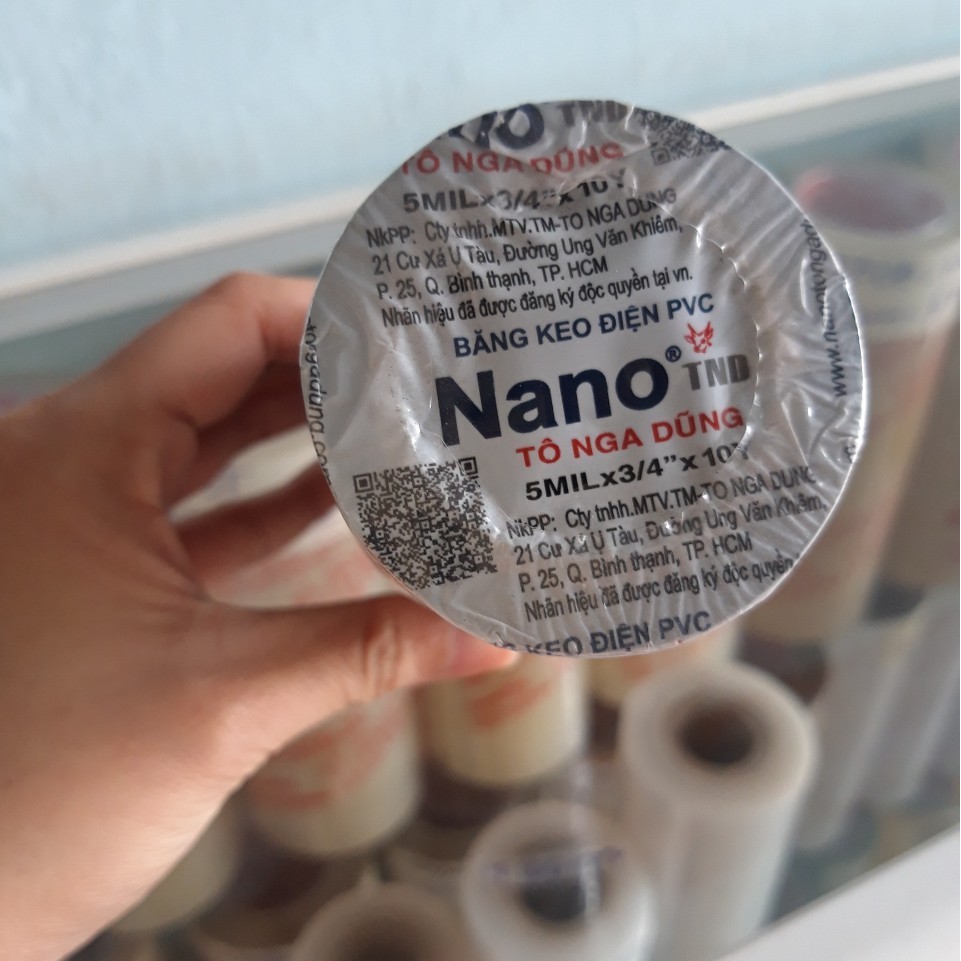 TND
TÔ NGA DŨNG
5MILx3/4"x 10Y
NkPP: Cty.tnhh.MTV.TM-TO NGA DUNG
21 Cư Xá Ụ Tàu, Đường Ung Văn Khiêm,
P. 25, Q. Bình thạnh, TP. HCM
Nhãn hiệu đã được đăng ký độc quyền tại vn.
BĂNG KEO ĐIỆN PVC
Nano® TND
TÔ NGA DŨNG
5MILx3/4" x 10Y
NkPP: Cty tnhh.MTV.TM-TO NGA DUNG
21 Cư Xá Ụ Tàu, Đường Ung Văn Khiêm,
P. 25, Q. Bình thạnh, TP. HCM
Nhãn hiệu đã được đăng ký độc quyền
KEO ĐIỆN PVC